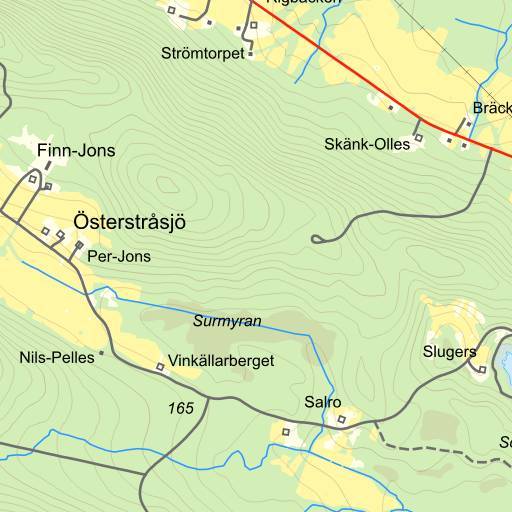 Strömtorpet
Skänk-Olles
Finn-Jons
Österstråsjö
Per-Jons
Surmyran
Nils-Pelles
Vinkällarberget
Slugers
165
Salro